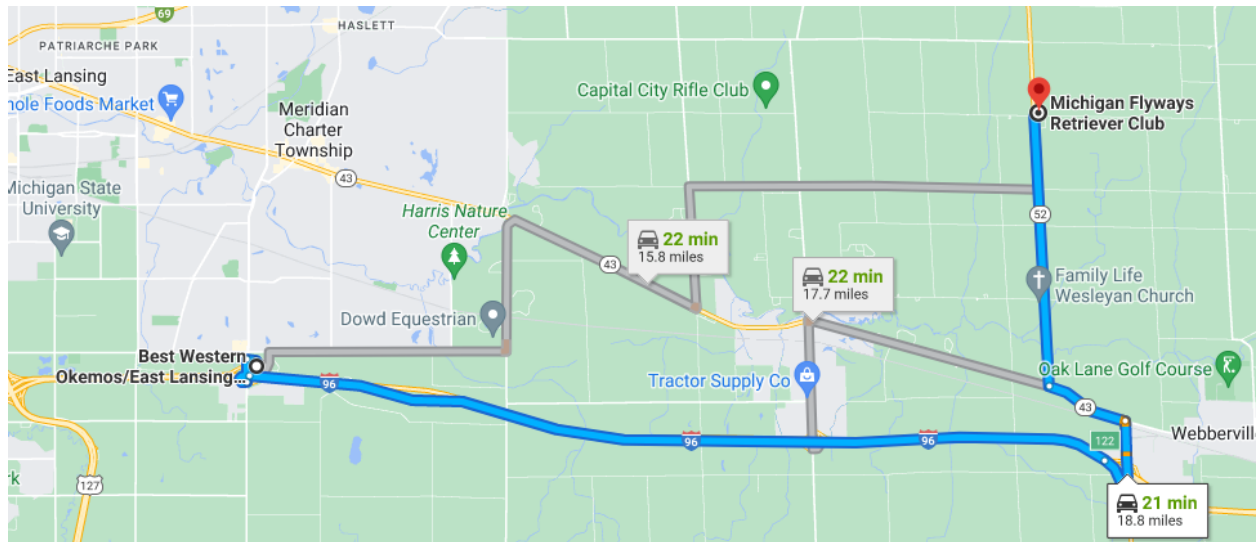 69
HASLETT
PATRIARCHE PARK
East Lansing
Whole Foods Market
Meridian
Charter
Township
Capital City Rifle Club
Michigan Flyways
Retriever Club
43
Michigan State
University
Harris Nature
Center
52
22 min
15.8 miles
43
22 min
17.7 miles
Family Life
Wesleyan Church
Dowd Equestrian
Best Western
Okemos/East Lansing...
96
Tractor Supply Co
Oak Lane Golf Course
43
96
96
122
Webberville
127
rk
21 min
18.8 miles